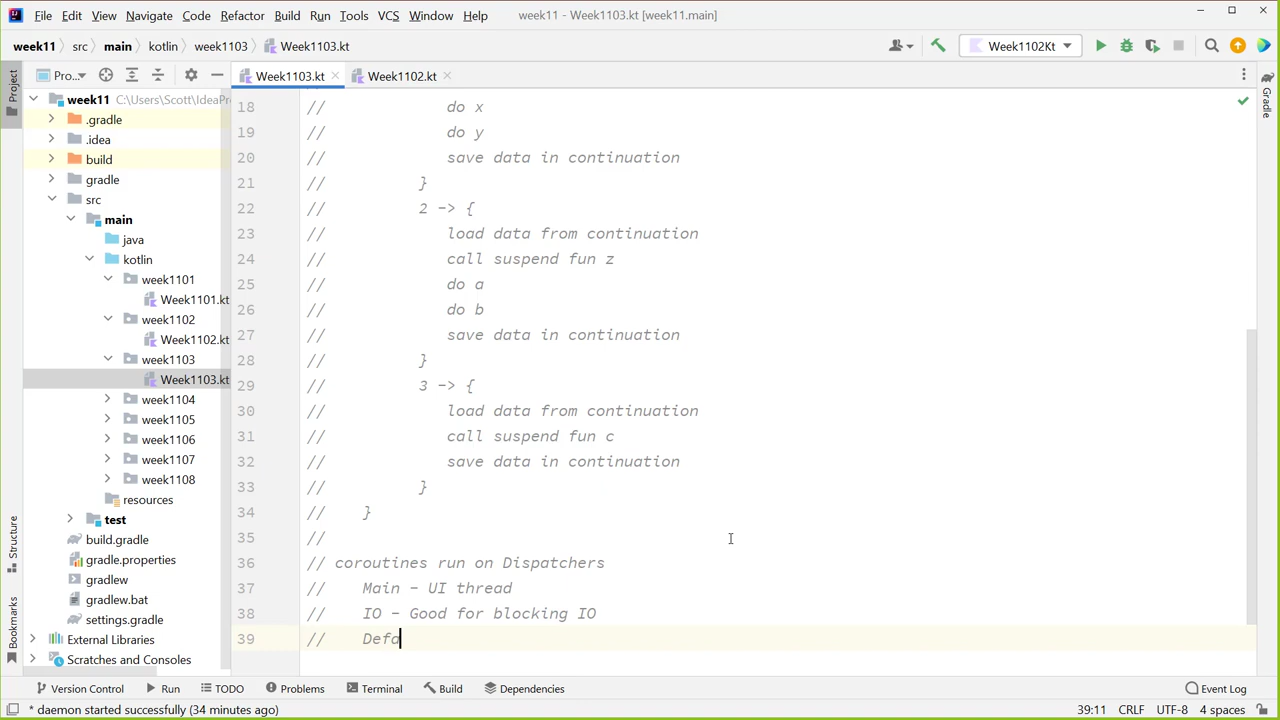 File Edit View Navigate Code Refactor Build Run Tools VCS Window Help week11 - Week1103.kt [week11.main]
week11 src main kotlin week1103 Week1103.kt Week1102Kt
Project Pro... Week1103.kt Week1102.kt Gradle
week11 C:\Users\Scott\IdeaPr
.gradle
.idea
build
gradle
src
main
java
kotlin
week1101
Week1101.kt
week1102
Week1102.kt
week1103
Week1103.kt
week1104
week1105
week1106
week1107
week1108
resources
test
build.gradle
gradle.properties
gradlew
gradlew.bat
settings.gradle
External Libraries
Scratches and Consoles
Structure
Bookmarks
18 // do x
19 // do y
20 // save data in continuation
21 // }
22 // 2 -> {
23 // load data from continuation
24 // call suspend fun z
25 // do a
26 // do b
27 // save data in continuation
28 // }
29 // 3 -> {
30 // load data from continuation
31 // call suspend fun c
32 // save data in continuation
33 // }
34 // }
35 //
36 // coroutines run on Dispatchers
37 // Main - UI thread
38 // IO - Good for blocking IO
39 // Defa
Version Control Run TODO Problems Terminal Build Dependencies Event Log
* daemon started successfully (34 minutes ago) 39:11 CRLF UTF-8 4 spaces